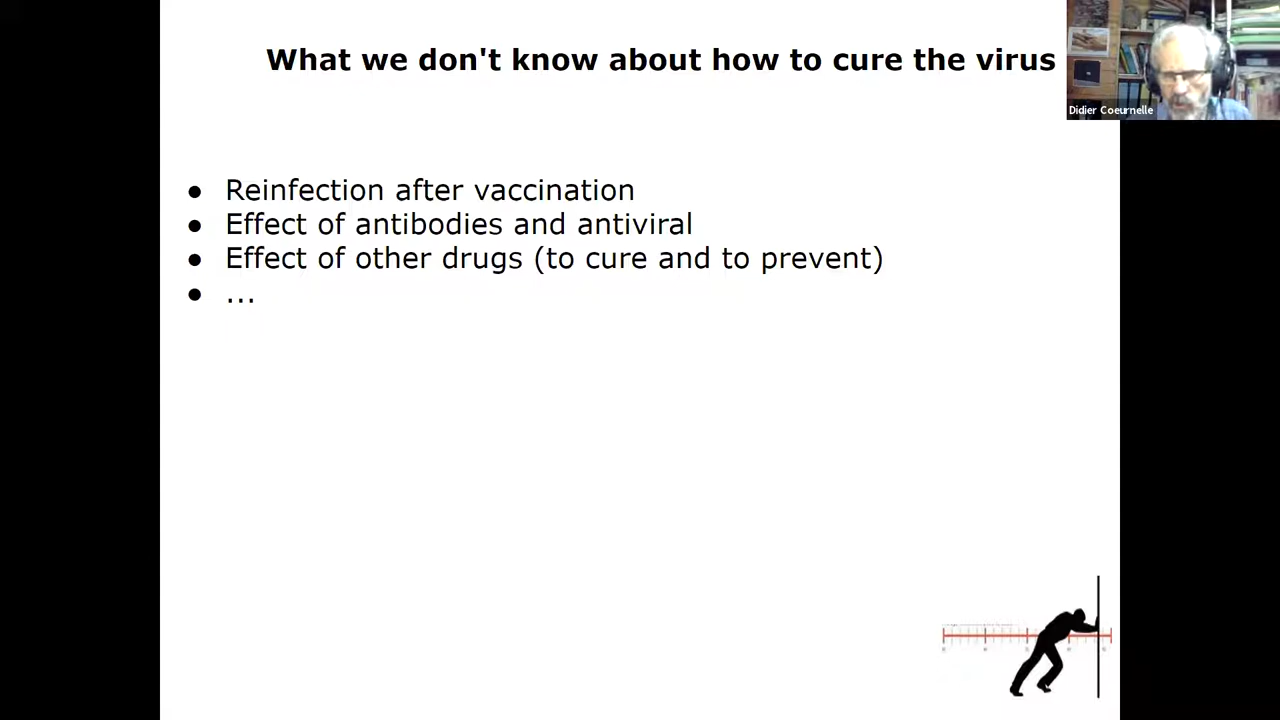 What we don't know about how to cure the virus
Didier Coeurnelle
● Reinfection after vaccination
● Effect of antibodies and antiviral
● Effect of other drugs (to cure and to prevent)
● ...